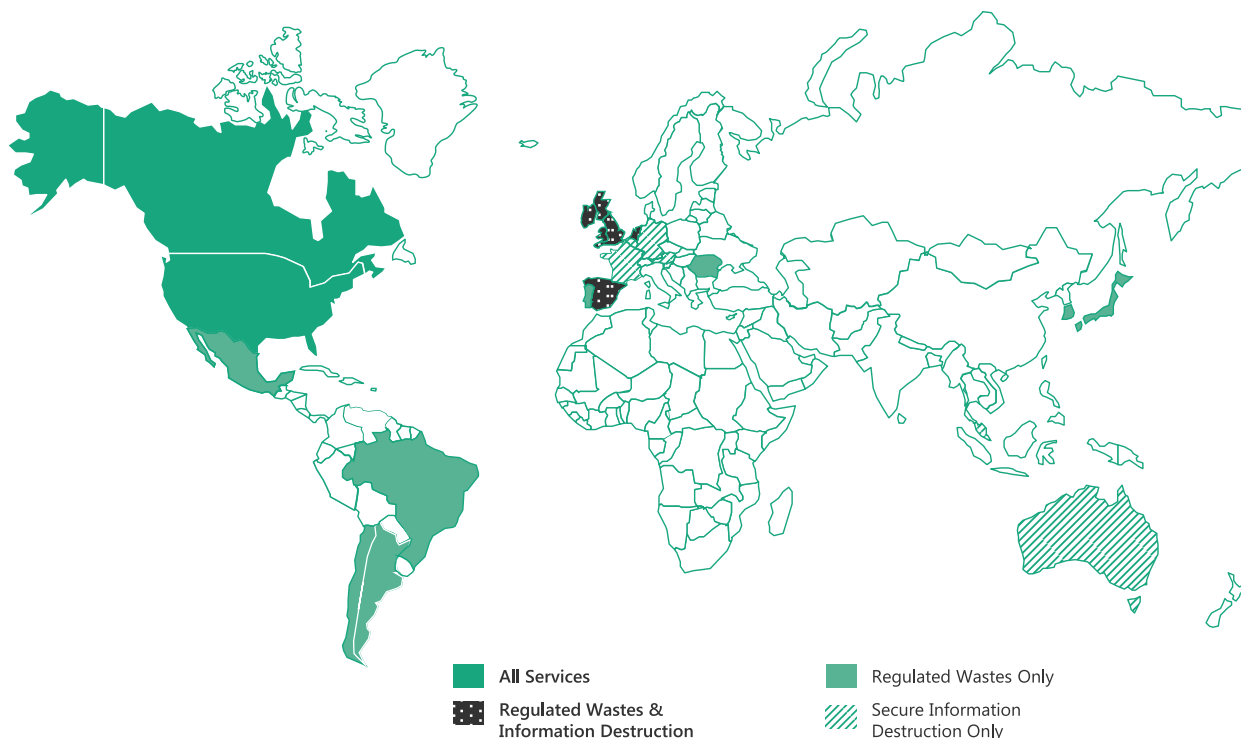 All Services
Regulated Wastes &
Information Destruction
Regulated Wastes Only
Secure Information
Destruction Only